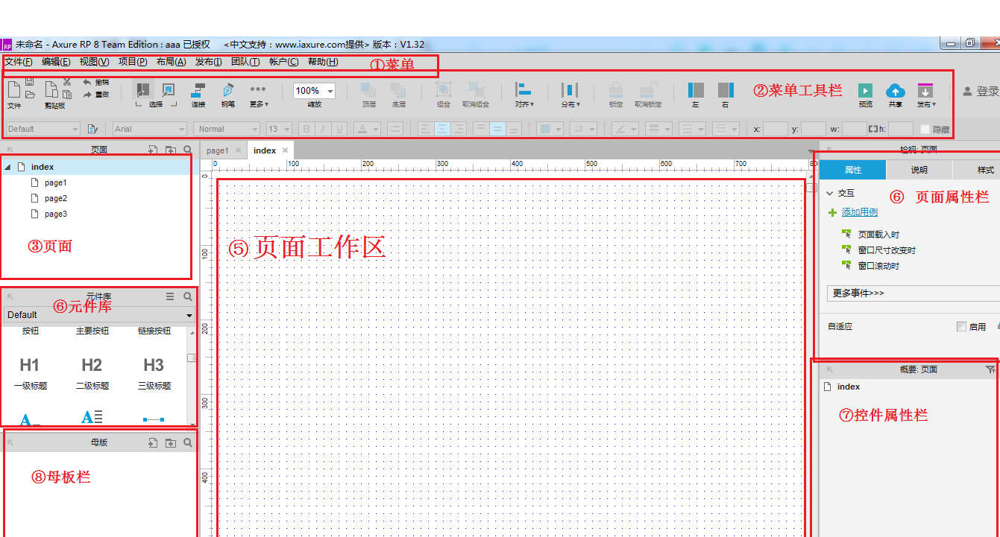 未命名 - Axure RP 8 Team Edition : aaa 已授权 <中文支持：www.iaxure.com提供> 版本：V1.32
文件(F) 编辑(E) 视图(V) 项目(P) 布局(A) 发布(I) 团队(T) 帐户(C) 帮助(H) ①菜单
文件 剪贴板 撤销 重做 选择 连接 钢笔 更多▾ 100% 缩放 顶层 底层 组合 取消组合 对齐▾ 分布▾ 锁定 取消锁定 左 右 ②菜单工具栏 预览 共享 发布▾ 登录
Default Arial Normal 13 B I U A x: y: w: h: 隐藏
页面 page1 index 检视: 页面
0 100 200 300 400 500 600 700 80
index 属性 说明 样式
page1
page2
page3
③页面
交互 ⑥ 页面属性栏
添加用例
页面载入时
窗口尺寸改变时
窗口滚动时
更多事件>>>
自适应 启用
0
100
200
300
400
⑤页面工作区
元件库
⑥元件库
Default
按钮 主要按钮 链接按钮
H1 H2 H3
一级标题 二级标题 三级标题
A A
概要: 页面
index
⑦控件属性栏
母版
⑧母板栏